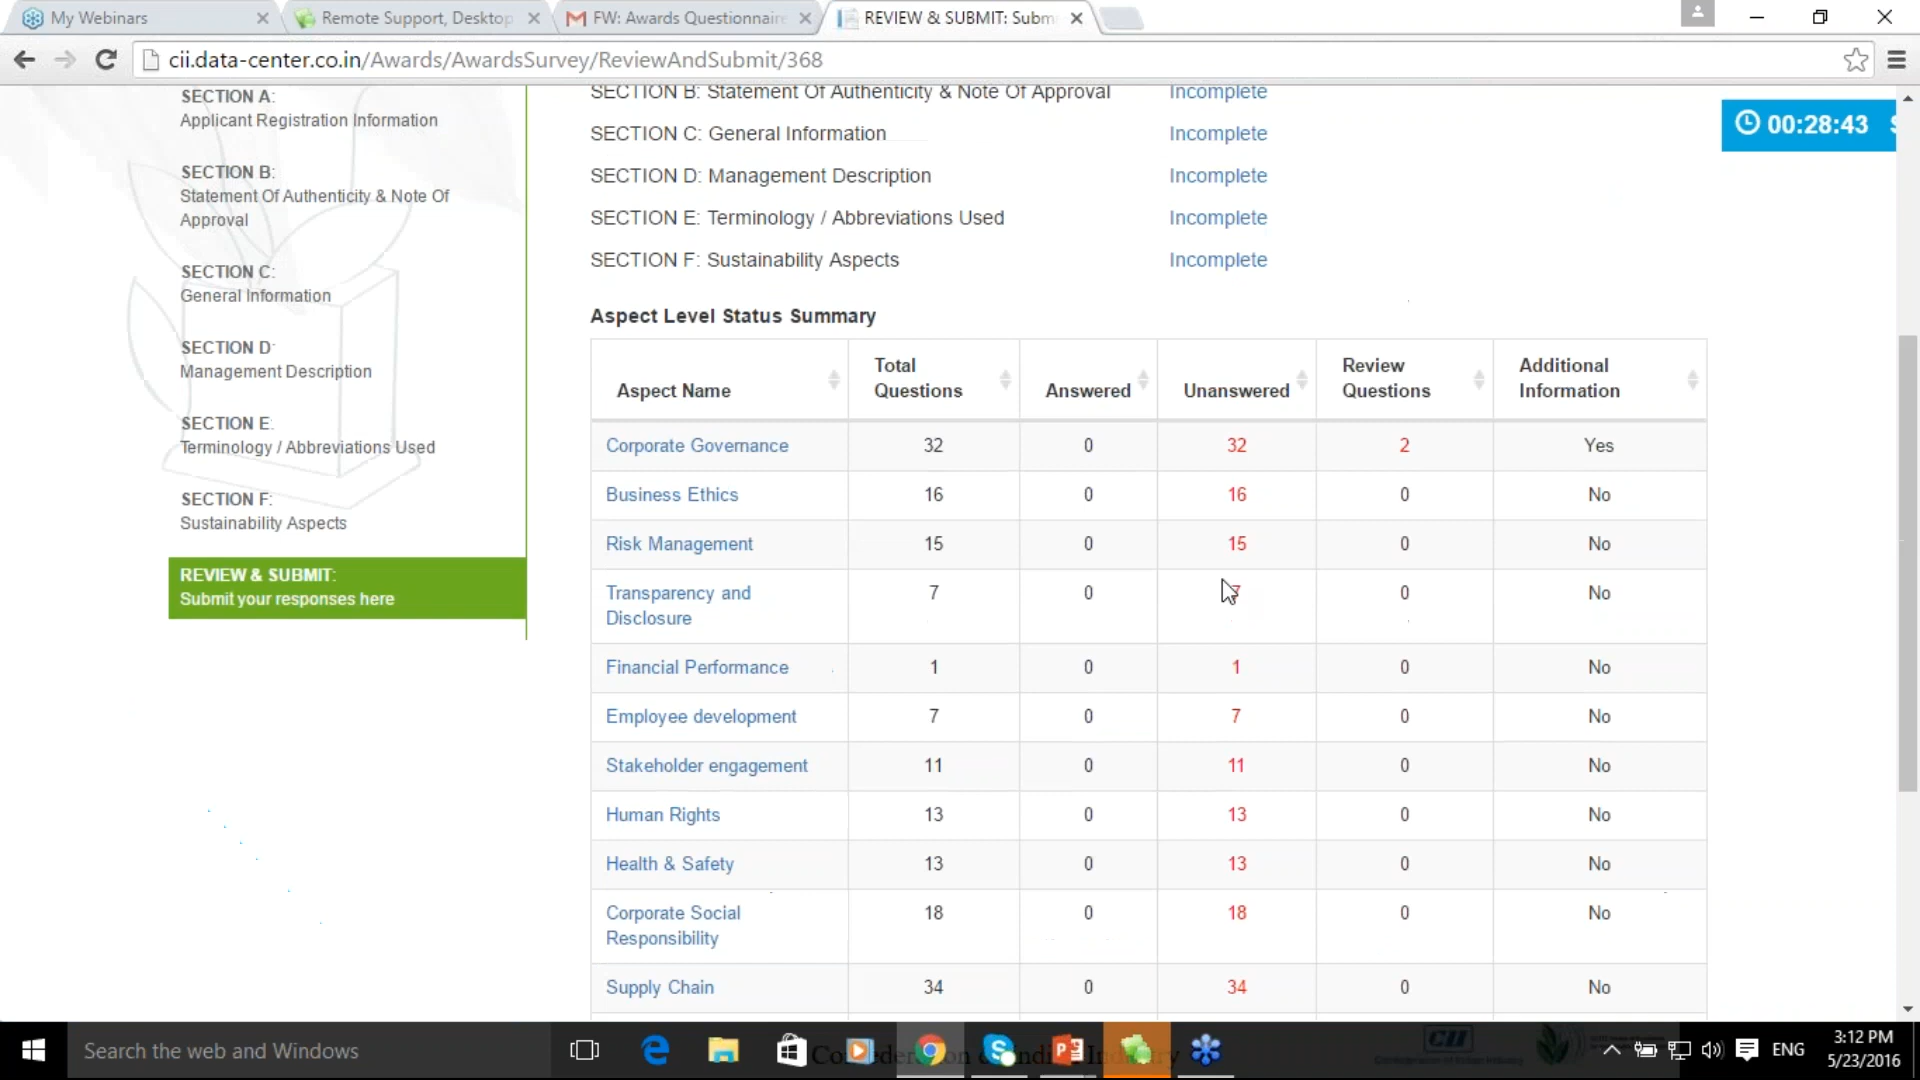 My Webinars
Remote Support, Desktop
FW: Awards Questionnaire
REVIEW & SUBMIT: Subm
cii.data-center.co.in/Awards/AwardsSurvey/ReviewAndSubmit/368
00:28:43
SECTION A:
Applicant Registration Information
SECTION B:
Statement Of Authenticity & Note Of
Approval
SECTION C:
General Information
SECTION D:
Management Description
SECTION E:
Terminology / Abbreviations Used
SECTION F:
Sustainability Aspects
REVIEW & SUBMIT:
Submit your responses here
SECTION B: Statement Of Authenticity & Note Of Approval Incomplete
SECTION C: General Information Incomplete
SECTION D: Management Description Incomplete
SECTION E: Terminology / Abbreviations Used Incomplete
SECTION F: Sustainability Aspects Incomplete
Aspect Level Status Summary
Aspect Name Total Questions Answered Unanswered Review Questions Additional Information
Corporate Governance 32 0 32 2 Yes
Business Ethics 16 0 16 0 No
Risk Management 15 0 15 0 No
Transparency and Disclosure 7 0 7 0 No
Financial Performance 1 0 1 0 No
Employee development 7 0 7 0 No
Stakeholder engagement 11 0 11 0 No
Human Rights 13 0 13 0 No
Health & Safety 13 0 13 0 No
Corporate Social Responsibility 18 0 18 0 No
Supply Chain 34 0 34 0 No
Search the web and Windows
ENG
3:12 PM
5/23/2016